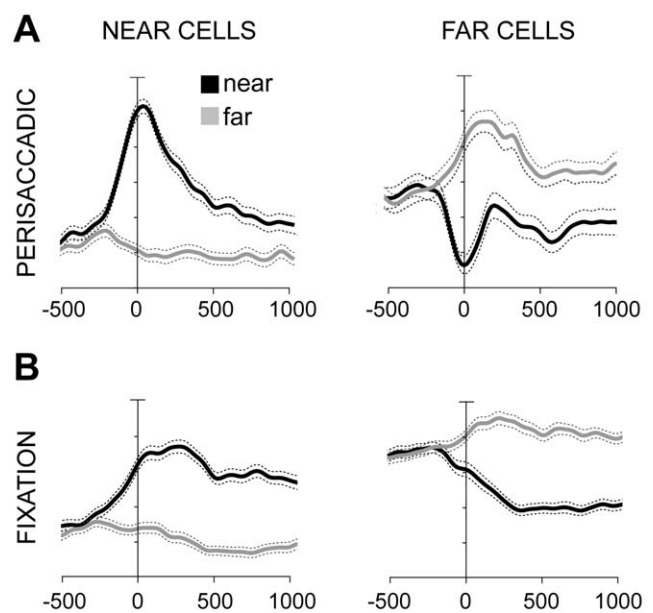 A
NEAR CELLS
FAR CELLS
near
far
PERISACCADIC
-500 0 500 1000
-500 0 500 1000
B
FIXATION
-500 0 500 1000
-500 0 500 1000